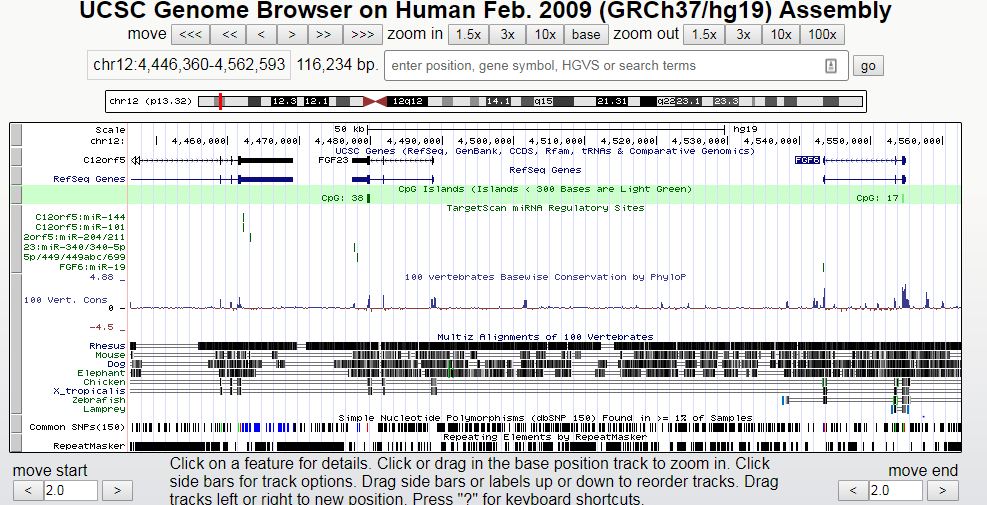 UCSC Genome Browser on Human Feb. 2009 (GRCh37/hg19) Assembly
move <<< << < > >> >>> zoom in 1.5x 3x 10x base zoom out 1.5x 3x 10x 100x
chr12:4,446,360-4,562,593 116,234 bp. enter position, gene symbol, HGVS or search terms go
chr12 (p13.32) 12.3 12.1 12q12 14.1 q15 21.31 q22 23.1 23.3
Scale 50 kb hg19
chr12: 4,460,000 4,470,000 4,480,000 4,490,000 4,500,000 4,510,000 4,520,000 4,530,000 4,540,000 4,550,000 4,560,000
UCSC Genes (RefSeq, GenBank, CCDS, Rfam, tRNAs & Comparative Genomics)
C12orf5 FGF23 FGF6
RefSeq Genes
RefSeq Genes
CpG Islands (Islands < 300 Bases are Light Green)
CpG: 38 CpG: 17
TargetScan miRNA Regulatory Sites
C12orf5:miR-144
C12orf5:miR-101
2orf5:miR-204/211
23:miR-340/340-5p
5p/449/449abc/699
FGF6:miR-19
4.88 _ 100 vertebrates Basewise Conservation by PhyloP
100 Vert. Cons
0 -
-4.5 _
Multiz Alignments of 100 Vertebrates
Rhesus
Mouse
Dog
Elephant
Chicken
X_tropicalis
Zebrafish
Lamprey
Simple Nucleotide Polymorphisms (dbSNP 150) Found in >= 1% of Samples
Common SNPs(150)
Repeating Elements by RepeatMasker
RepeatMasker
move start Click on a feature for details. Click or drag in the base position track to zoom in. Click move end
< 2.0 > side bars for track options. Drag side bars or labels up or down to reorder tracks. Drag < 2.0 >
tracks left or right to new position. Press "?" for keyboard shortcuts.